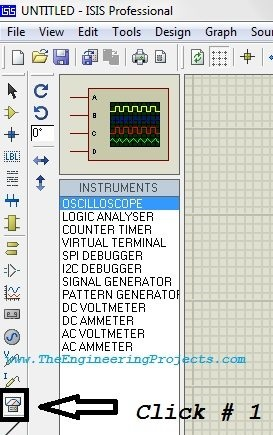 ISIS UNTITLED - ISIS Professional
File View Edit Tools Design Graph Sour
LBL
0°
A
B
C
D
INSTRUMENTS
OSCILLOSCOPE
LOGIC ANALYSER
COUNTER TIMER
VIRTUAL TERMINAL
SPI DEBUGGER
I2C DEBUGGER
SIGNAL GENERATOR
PATTERN GENERATOR
DC VOLTMETER
DC AMMETER
AC VOLTMETER
AC AMMETER
www.TheEngineeringProjects.com
Click # 1